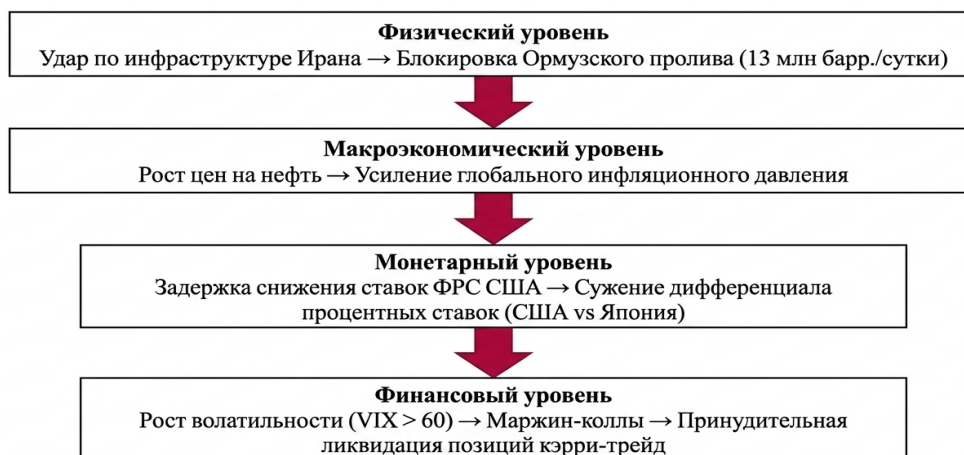 Физический уровень
Удар по инфраструктуре Ирана → Блокировка Ормузского пролива (13 млн барр./сутки)
Макроэкономический уровень
Рост цен на нефть → Усиление глобального инфляционного давления
Монетарный уровень
Задержка снижения ставок ФРС США → Сужение дифференциала
процентных ставок (США vs Япония)
Финансовый уровень
Рост волатильности (VIX > 60) → Маржин-коллы → Принудительная
ликвидация позиций кэрри-трейд